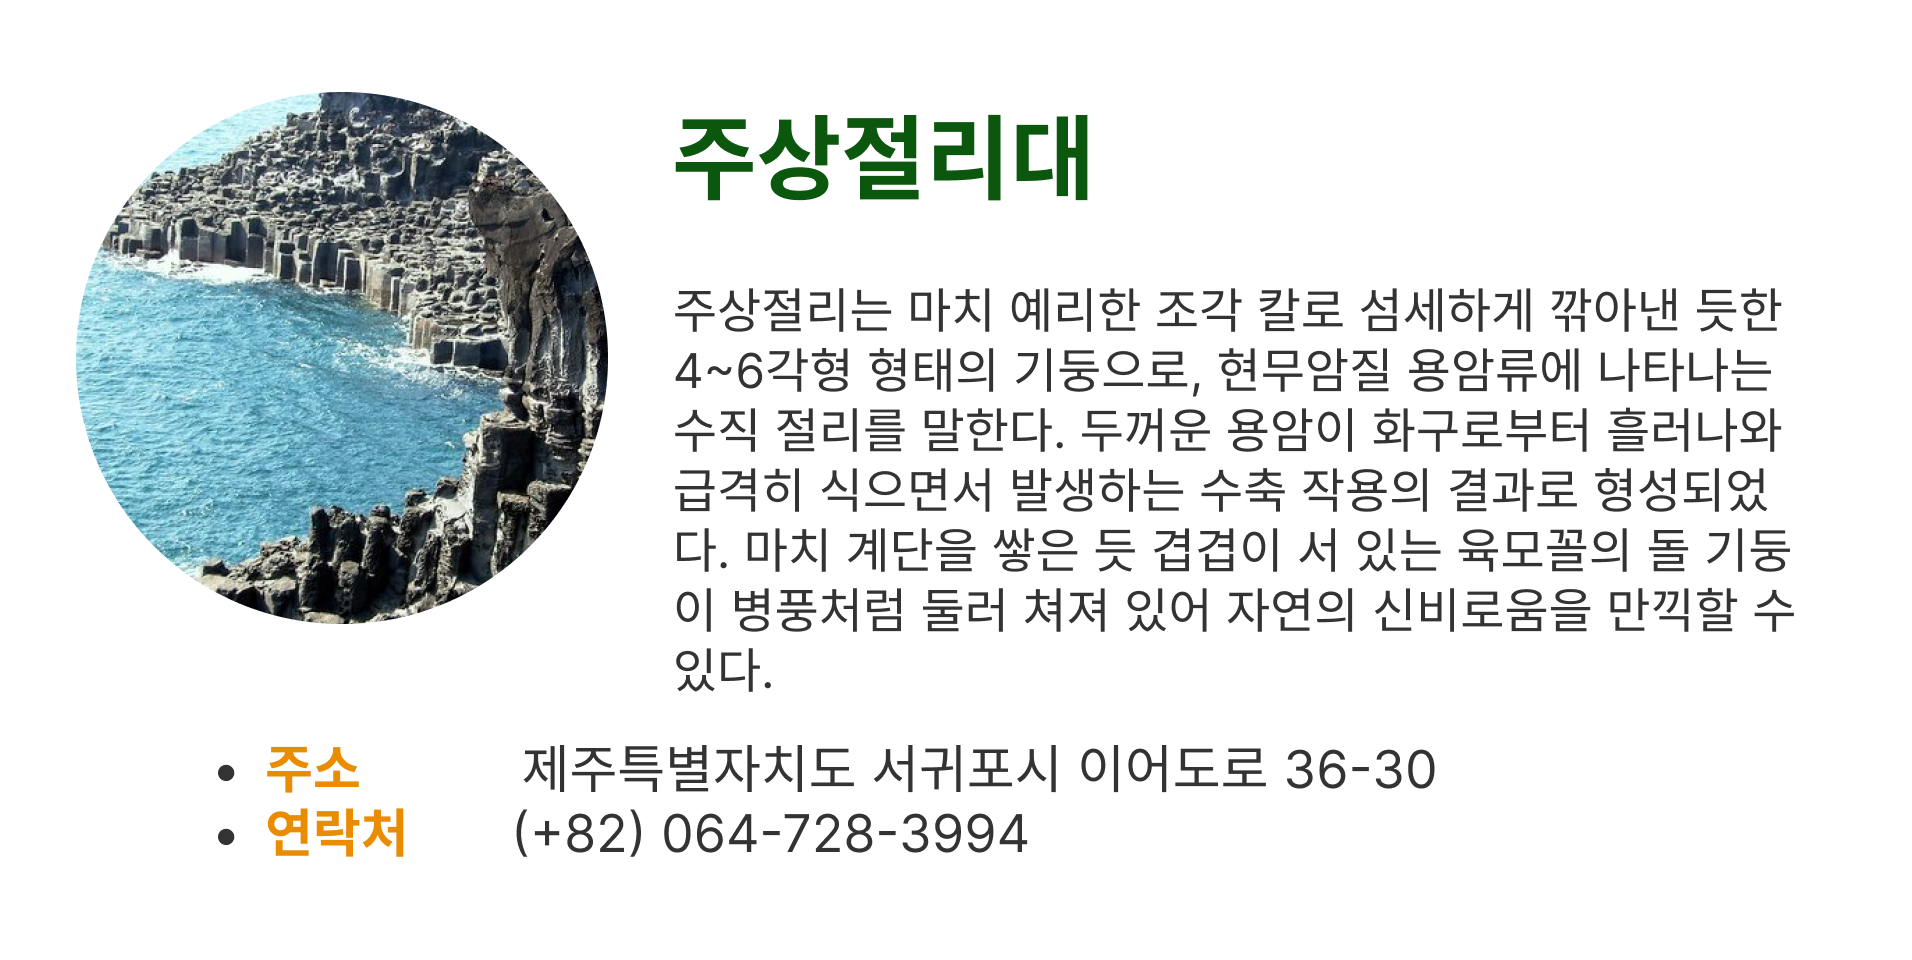 주상절리대
주상절리는 마치 예리한 조각 칼로 섬세하게 깎아낸 듯한
4~6각형 형태의 기둥으로, 현무암질 용암류에 나타나는
수직 절리를 말한다. 두꺼운 용암이 화구로부터 흘러나와
급격히 식으면서 발생하는 수축 작용의 결과로 형성되었
다. 마치 계단을 쌓은 듯 겹겹이 서 있는 육모꼴의 돌 기둥
이 병풍처럼 둘러 쳐져 있어 자연의 신비로움을 만끽할 수
있다.
• 주소 제주특별자치도 서귀포시 이어도로 36-30
• 연락처 (+82) 064-728-3994